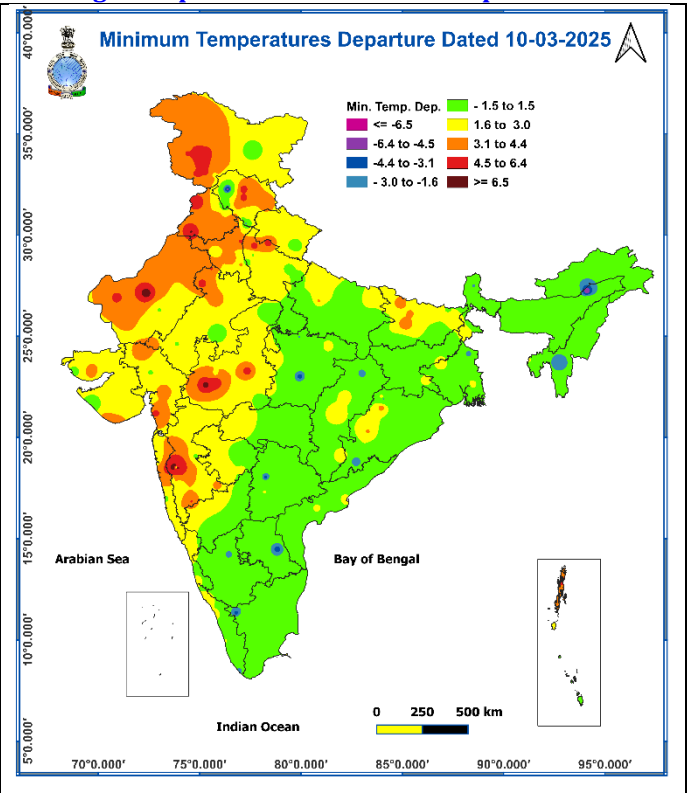 Minimum Temperatures Departure Dated 10-03-2025
Min. Temp. Dep.
<= -6.5
-6.4 to -4.5
-4.4 to -3.1
- 3.0 to -1.6
- 1.5 to 1.5
1.6 to 3.0
3.1 to 4.4
4.5 to 6.4
>= 6.5
40°0.000'
35°0.000'
30°0.000'
25°0.000'
20°0.000'
15°0.000'
10°0.000'
5°0.000'
Arabian Sea
Bay of Bengal
Indian Ocean
0 250 500 km
70°0.000' 75°0.000' 80°0.000' 85°0.000' 90°0.000' 95°0.000'